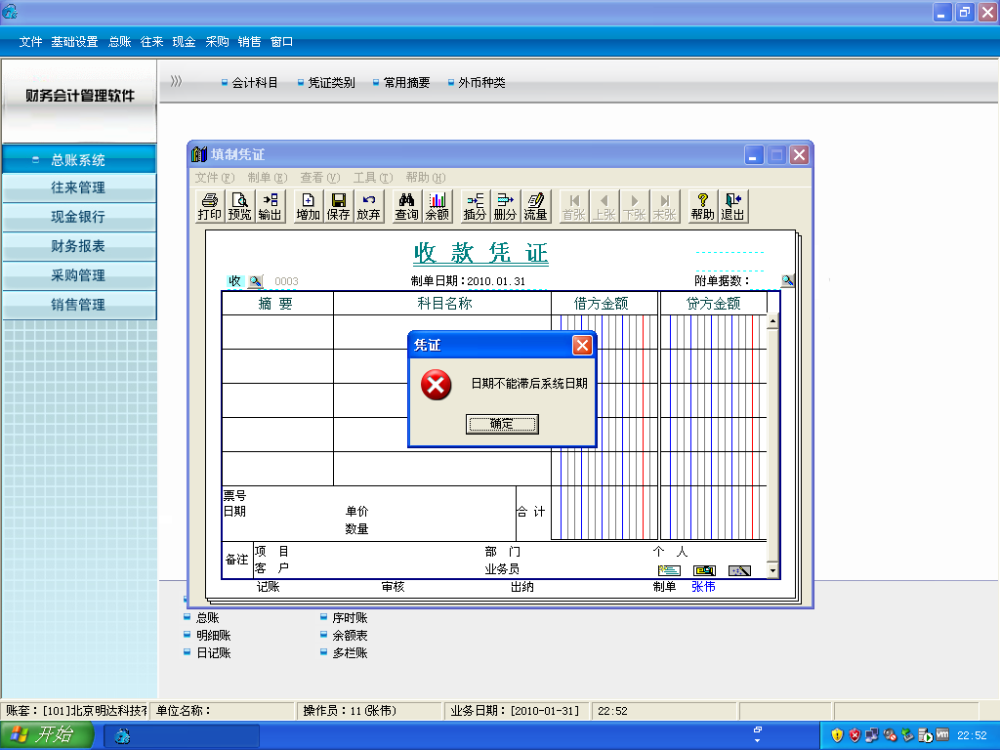 文件 基础设置 总账 往来 现金 采购 销售 窗口
财务会计管理软件
会计科目 凭证类别 常用摘要 外币种类
总账系统
往来管理
现金银行
财务报表
采购管理
销售管理
填制凭证
文件(F) 制单(E) 查看(V) 工具(T) 帮助(H)
打印 预览 输出 增加 保存 放弃 查询 余额 插分 删分 流量 首张 上张 下张 末张 帮助 退出
收 款 凭 证
收 0003 制单日期：2010.01.31 附单据数：
摘 要 科目名称 借方金额 贷方金额
凭证
日期不能滞后系统日期
确定
票号
日期 单价 合 计
数量
备注 项 目 部 门 个 人
客 户 业务员
记账 审核 出纳 制单 张伟
总账 序时账
明细账 余额表
日记账 多栏账
账套：[101]北京明达科技有 单位名称： 操作员：11(张伟) 业务日期：[2010-01-31] 22:52
开始 22:52